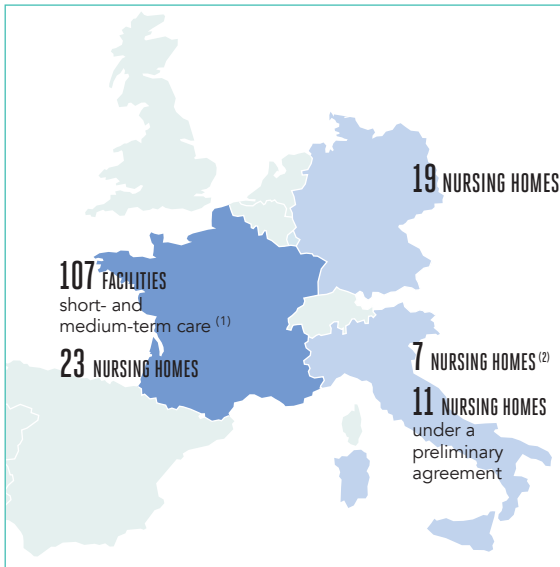 19 NURSING HOMES
107 FACILITIES
short- and
medium-term care (1)
23 NURSING HOMES
7 NURSING HOMES (2)
11 NURSING HOMES
under a
preliminary
agreement